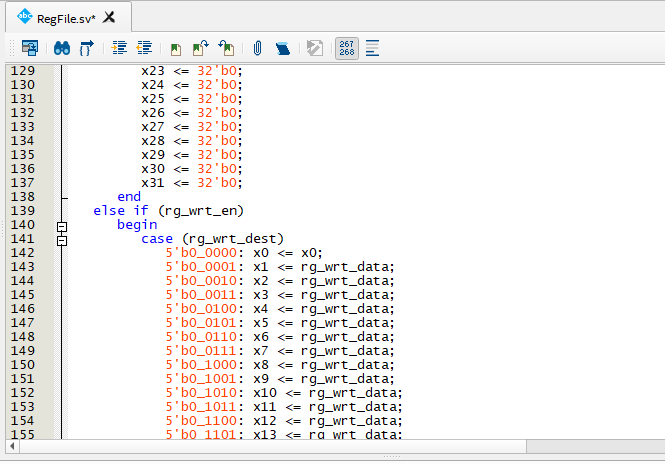 abc RegFile.sv*
267
268
129 x23 <= 32'b0;
130 x24 <= 32'b0;
131 x25 <= 32'b0;
132 x26 <= 32'b0;
133 x27 <= 32'b0;
134 x28 <= 32'b0;
135 x29 <= 32'b0;
136 x30 <= 32'b0;
137 x31 <= 32'b0;
138 end
139 else if (rg_wrt_en)
140 begin
141 case (rg_wrt_dest)
142 5'b0_0000: x0 <= x0;
143 5'b0_0001: x1 <= rg_wrt_data;
144 5'b0_0010: x2 <= rg_wrt_data;
145 5'b0_0011: x3 <= rg_wrt_data;
146 5'b0_0100: x4 <= rg_wrt_data;
147 5'b0_0101: x5 <= rg_wrt_data;
148 5'b0_0110: x6 <= rg_wrt_data;
149 5'b0_0111: x7 <= rg_wrt_data;
150 5'b0_1000: x8 <= rg_wrt_data;
151 5'b0_1001: x9 <= rg_wrt_data;
152 5'b0_1010: x10 <= rg_wrt_data;
153 5'b0_1011: x11 <= rg_wrt_data;
154 5'b0_1100: x12 <= rg_wrt_data;
155 5'b0_1101: x13 <= rg_wrt_data;